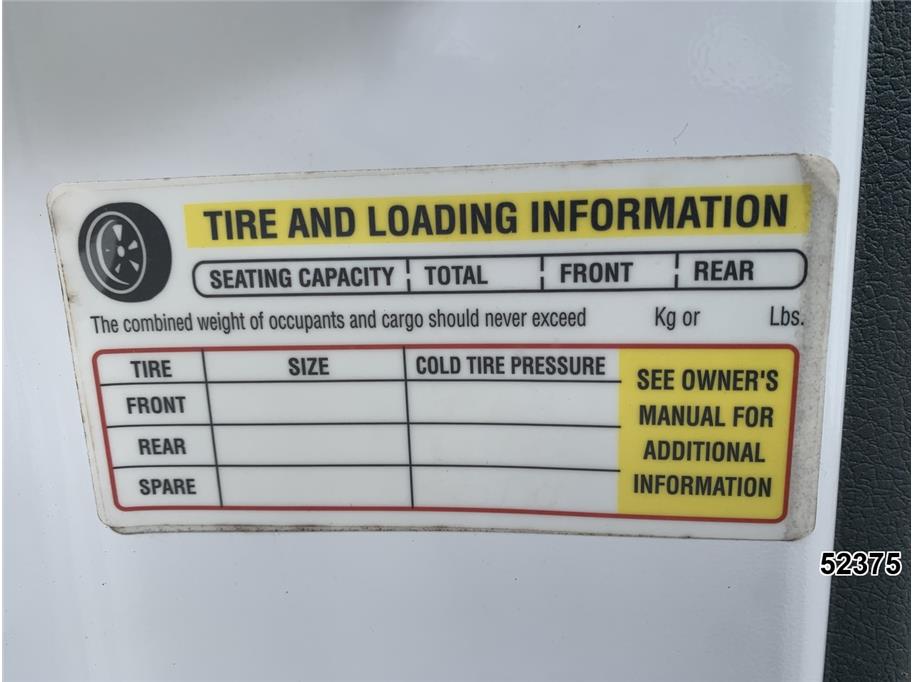 TIRE AND LOADING INFORMATION
SEATING CAPACITY TOTAL FRONT REAR
The combined weight of occupants and cargo should never exceed Kg or Lbs.
TIRE SIZE COLD TIRE PRESSURE
SEE OWNER'S
FRONT
MANUAL FOR
REAR
ADDITIONAL
SPARE
INFORMATION
52375